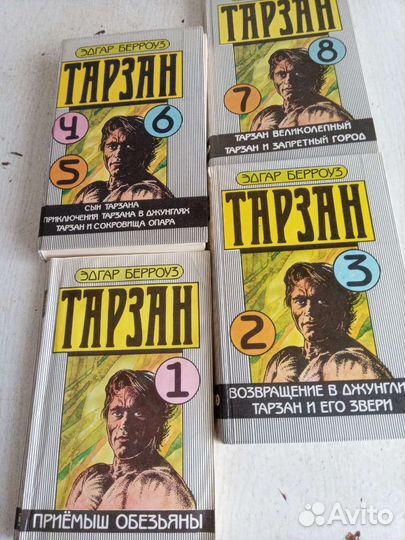 ЭДГАР БЕРРОУЗ
ТАРЗАН
4
6
5
СЫН ТАРЗАНА
ПРИКЛЮЧЕНИЯ ТАРЗАНА В ДЖУНГЛЯХ
ТАРЗАН И СОКРОВИЩА ОПАРА
ТАРЗАН
8
7
ТАРЗАН ВЕЛИКОЛЕПНЫЙ
ТАРЗАН И ЗАПРЕТНЫЙ ГОРОД
ЭДГАР БЕРРОУЗ
ТАРЗАН
1
ПРИЁМЫШ ОБЕЗЬЯНЫ
ЭДГАР БЕРРОУЗ
ТАРЗАН
3
2
ВОЗВРАЩЕНИЕ В ДЖУНГЛИ
ТАРЗАН И ЕГО ЗВЕРИ
Avito